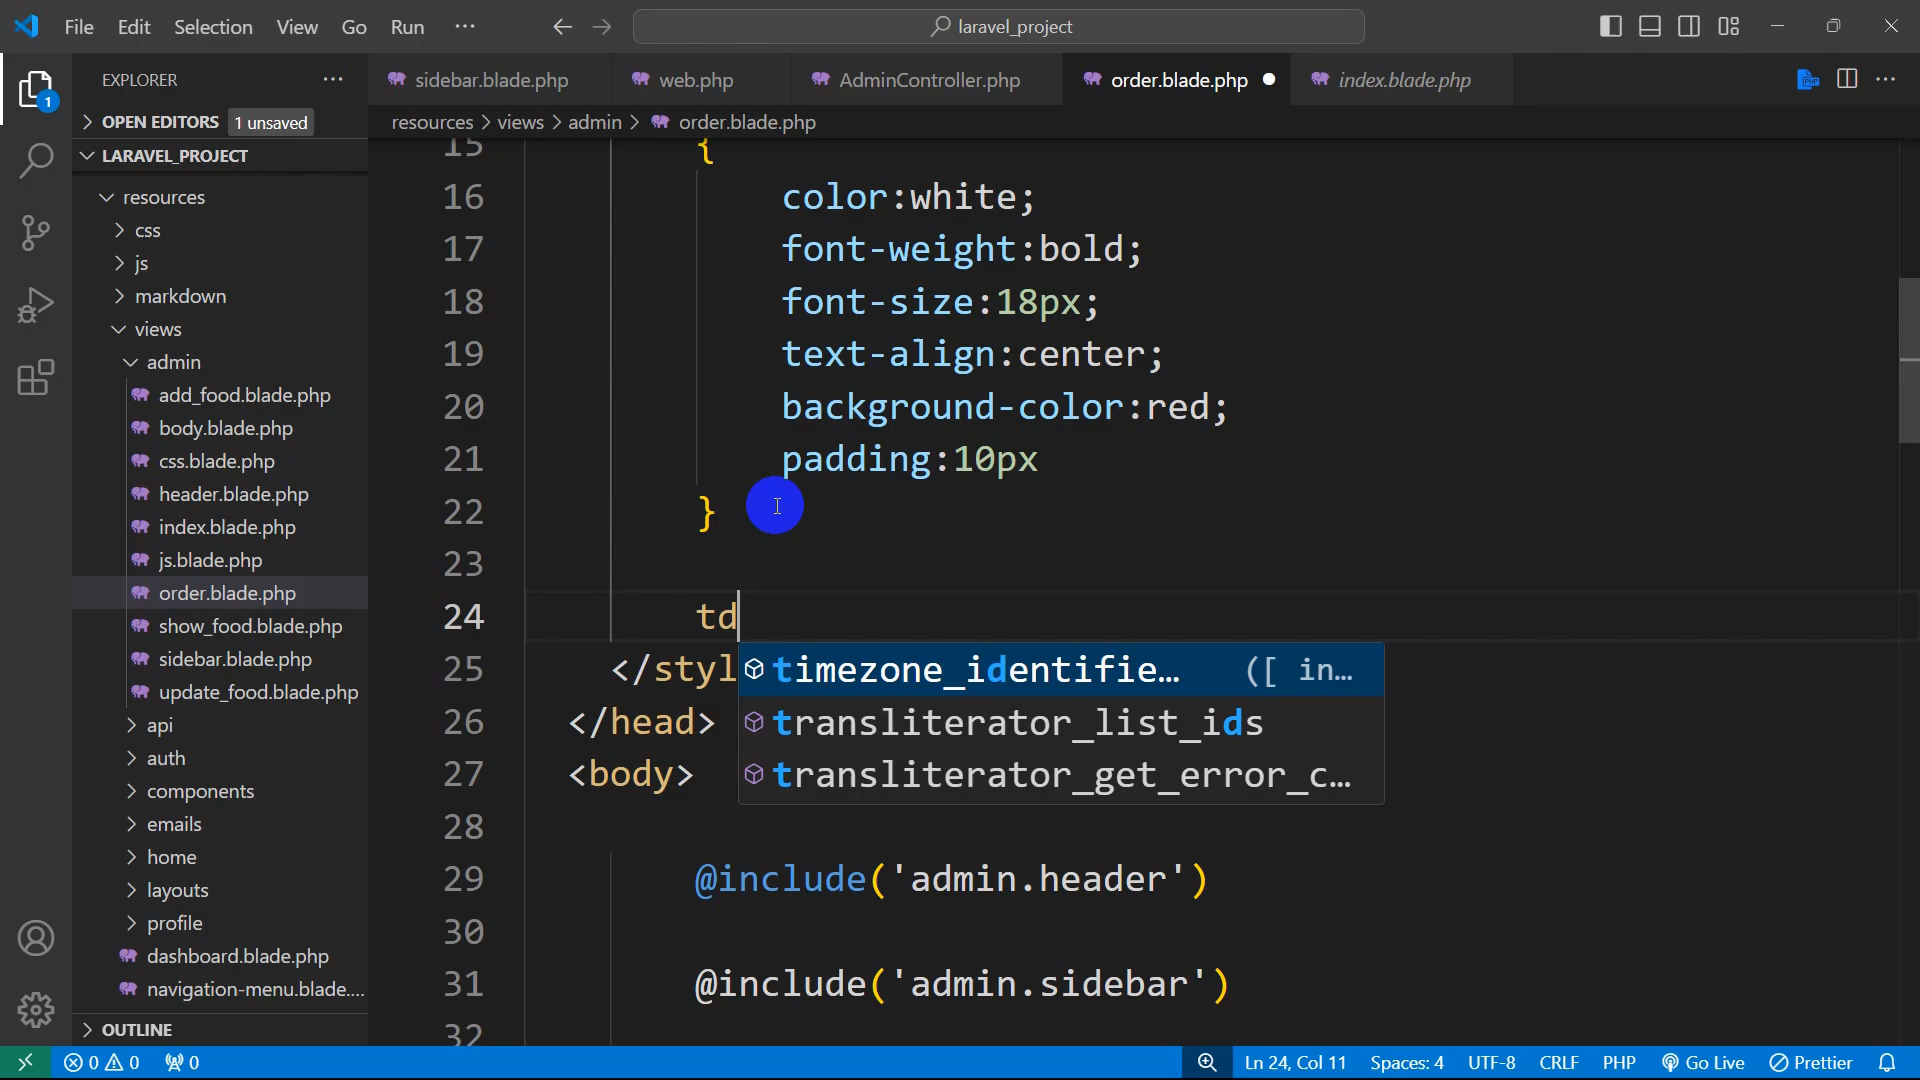 File Edit Selection View Go Run ...
laravel_project
EXPLORER
sidebar.blade.php
web.php
AdminController.php
order.blade.php
index.blade.php
OPEN EDITORS 1 unsaved
resources > views > admin > order.blade.php
LARAVEL_PROJECT
resources
css
js
markdown
views
admin
add_food.blade.php
body.blade.php
css.blade.php
header.blade.php
index.blade.php
js.blade.php
order.blade.php
show_food.blade.php
sidebar.blade.php
update_food.blade.php
api
auth
components
emails
home
layouts
profile
dashboard.blade.php
navigation-menu.blade....
OUTLINE
15 {
16 color:white;
17 font-weight:bold;
18 font-size:18px;
19 text-align:center;
20 background-color:red;
21 padding:10px
22 }
23
24 td
25 </styl
26 </head>
27 <body>
28
29 @include('admin.header')
30
31 @include('admin.sidebar')
32
timezone_identifie... ([ in...
transliterator_list_ids
transliterator_get_error_c...
0 0 0
Ln 24, Col 11 Spaces: 4 UTF-8 CRLF PHP Go Live Prettier
1